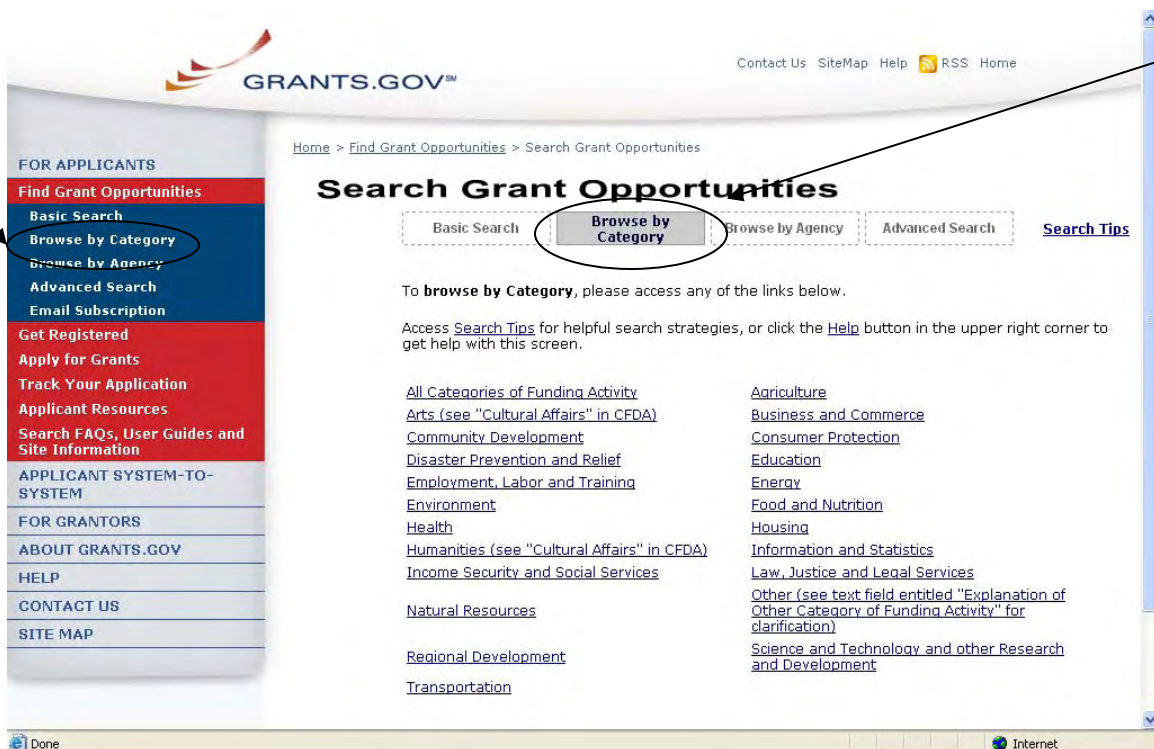 GRANTS.GOV℠
Contact Us SiteMap Help RSS Home
FOR APPLICANTS
Find Grant Opportunities
Basic Search
Browse by Category
Browse by Agency
Advanced Search
Email Subscription
Get Registered
Apply for Grants
Track Your Application
Applicant Resources
Search FAQs, User Guides and
Site Information
APPLICANT SYSTEM-TO-
SYSTEM
FOR GRANTORS
ABOUT GRANTS.GOV
HELP
CONTACT US
SITE MAP
Home > Find Grant Opportunities > Search Grant Opportunities
Search Grant Opportunities
Basic Search
Browse by
Category
Browse by Agency
Advanced Search
Search Tips
To browse by Category, please access any of the links below.
Access Search Tips for helpful search strategies, or click the Help button in the upper right corner to
get help with this screen.
All Categories of Funding Activity
Agriculture
Arts (see "Cultural Affairs" in CFDA)
Business and Commerce
Community Development
Consumer Protection
Disaster Prevention and Relief
Education
Employment, Labor and Training
Energy
Environment
Food and Nutrition
Health
Housing
Humanities (see "Cultural Affairs" in CFDA)
Information and Statistics
Income Security and Social Services
Law, Justice and Legal Services
Natural Resources
Other (see text field entitled "Explanation of
Other Category of Funding Activity" for
clarification)
Regional Development
Science and Technology and other Research
and Development
Transportation
Done
Internet